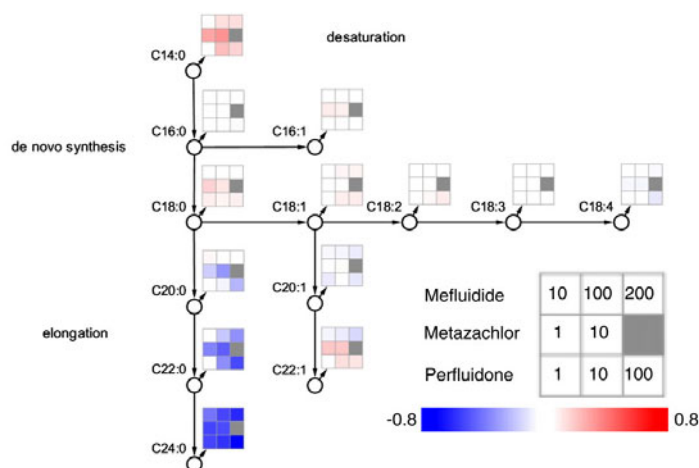 desaturation
C14:0
C16:0
C16:1
de novo synthesis
C18:0
C18:1
C18:2
C18:3
C18:4
C20:0
C20:1
elongation
C22:0
C22:1
C24:0
Mefluidide 10 100 200
Metazachlor 1 10
Perfluidone 1 10 100
-0.8 0.8